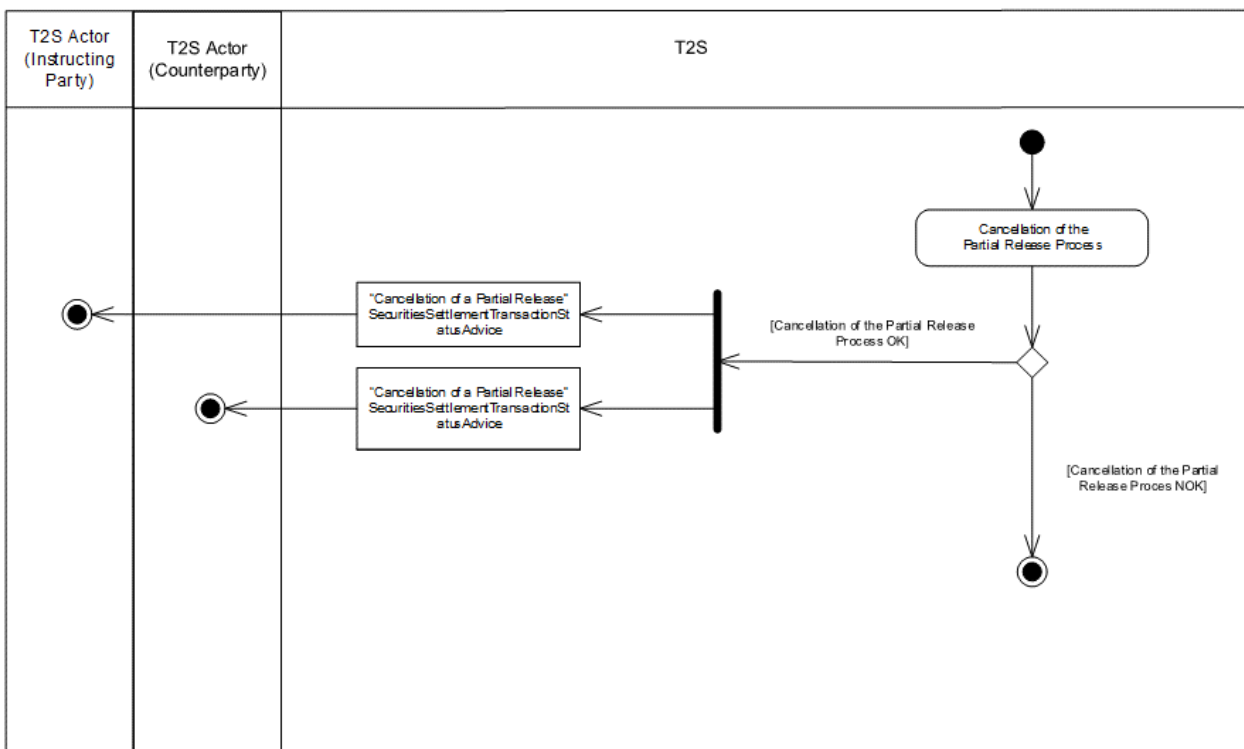 T2S Actor
(Instructing
Party)
T2S Actor
(Counterparty)
T2S
Cancellation of the
Partial Release Process
"Cancellation of a Partial Release"
SecuritiesSettlementTransactionSt
atusAdvice
[Cancellation of the Partial Release
Process OK]
"Cancellation of a Partial Release"
SecuritiesSettlementTransactionSt
atusAdvice
[Cancellation of the Partial
Release Proces NOK]